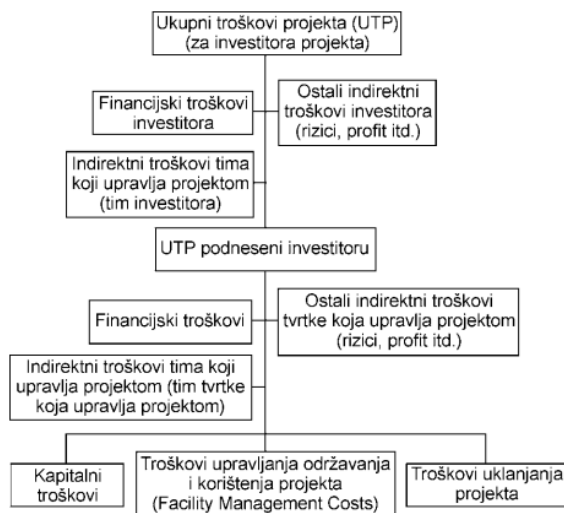 Ukupni troškovi projekta (UTP)
(za investitora projekta)
Financijski troškovi
investitora
Ostali indirektni
troškovi investitora
(rizici, profit itd.)
Indirektni troškovi tima
koji upravlja projektom
(tim investitora)
UTP podneseni investitoru
Financijski troškovi
Ostali indirektni troškovi
tvrtke koja upravlja projektom
(rizici, profit itd.)
Indirektni troškovi tima koji
upravlja projektom (tim tvrtke
koja upravlja projektom)
Kapitalni
troškovi
Troškovi upravljanja održavanja
i korištenja projekta
(Facility Management Costs)
Troškovi uklanjanja
projekta